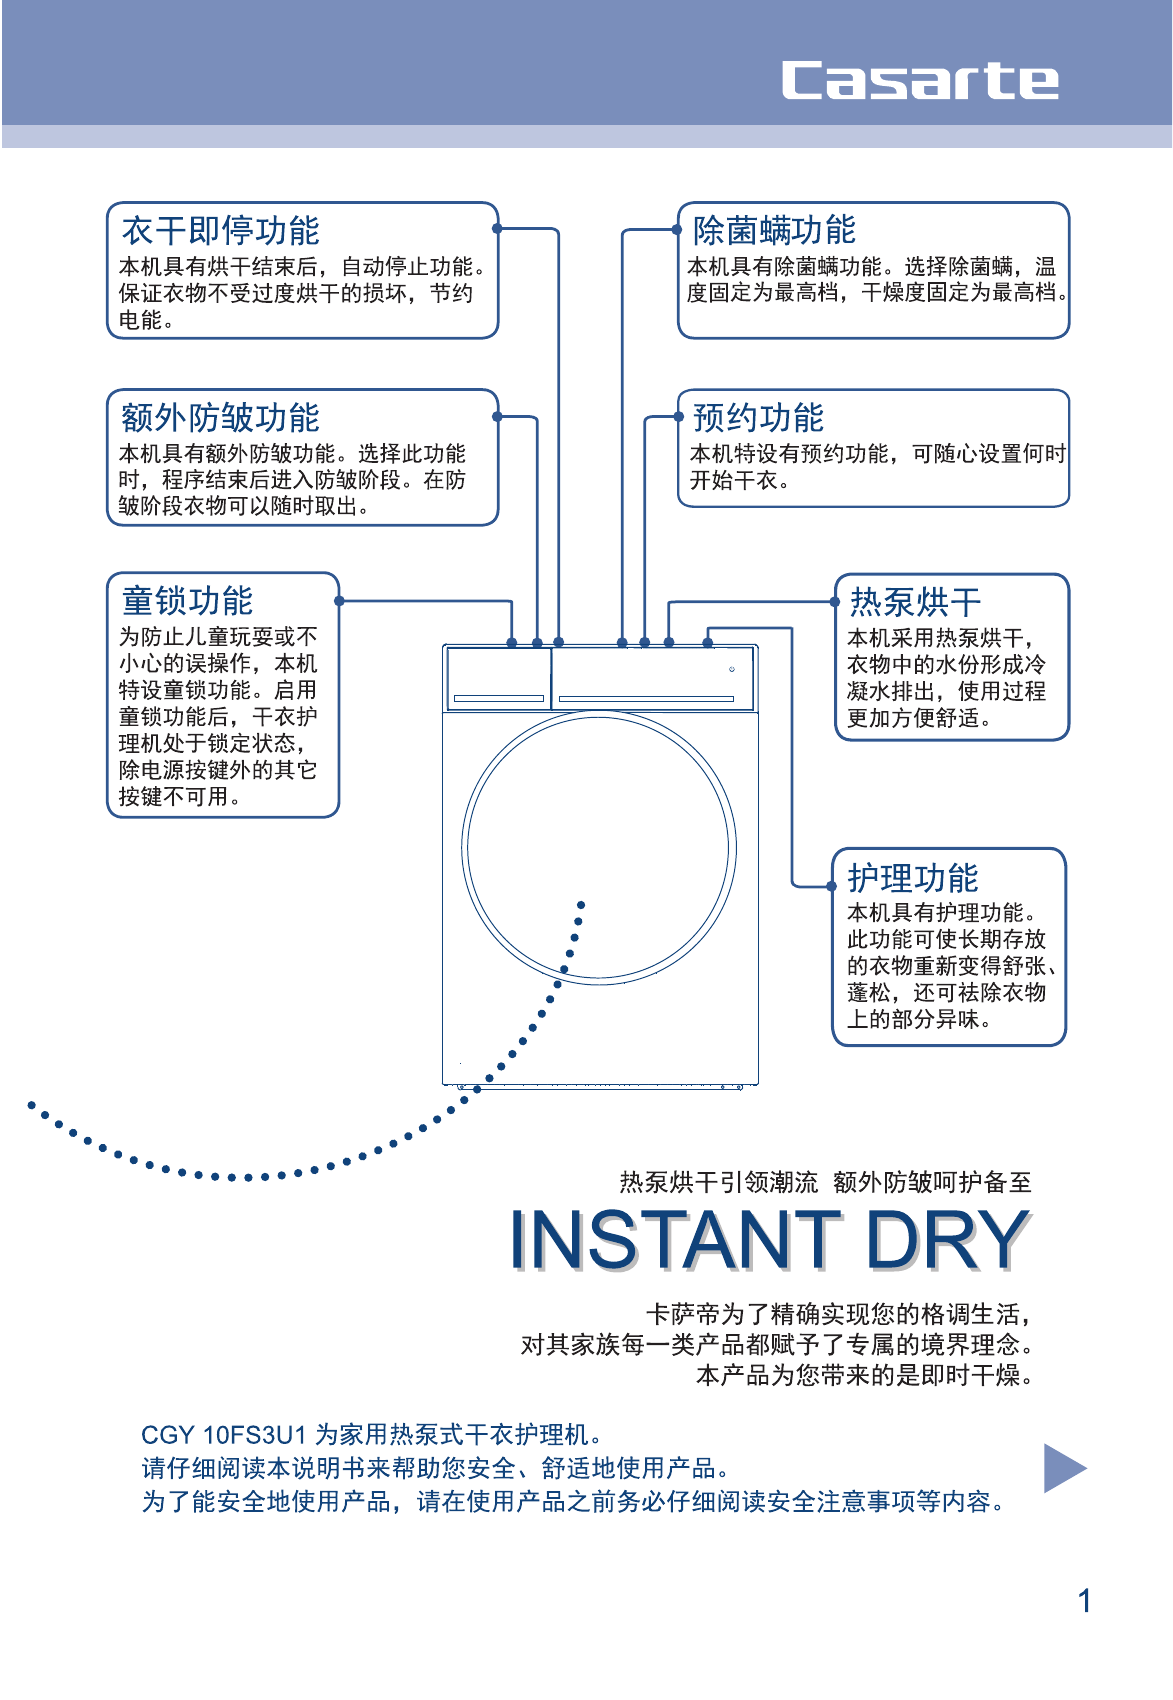 Casarte
衣干即停功能
本机具有烘干结束后，自动停止功能。
保证衣物不受过度烘干的损坏，节约
电能。
除菌螨功能
本机具有除菌螨功能。选择除菌螨，温
度固定为最高档，干燥度固定为最高档。
额外防皱功能
本机具有额外防皱功能。选择此功能
时，程序结束后进入防皱阶段。在防
皱阶段衣物可以随时取出。
预约功能
本机特设有预约功能，可随心设置何时
开始干衣。
童锁功能
为防止儿童玩耍或不
小心的误操作，本机
特设童锁功能。启用
童锁功能后，干衣护
理机处于锁定状态，
除电源按键外的其它
按键不可用。
热泵烘干
本机采用热泵烘干，
衣物中的水份形成冷
凝水排出，使用过程
更加方便舒适。
护理功能
本机具有护理功能。
此功能可使长期存放
的衣物重新变得舒张、
蓬松，还可祛除衣物
上的部分异味。
热泵烘干引领潮流 额外防皱呵护备至
INSTANT DRY
卡萨帝为了精确实现您的格调生活，
对其家族每一类产品都赋予了专属的境界理念。
本产品为您带来的是即时干燥。
CGY 10FS3U1 为家用热泵式干衣护理机。
请仔细阅读本说明书来帮助您安全、舒适地使用产品。
为了能安全地使用产品，请在使用产品之前务必仔细阅读安全注意事项等内容。
1